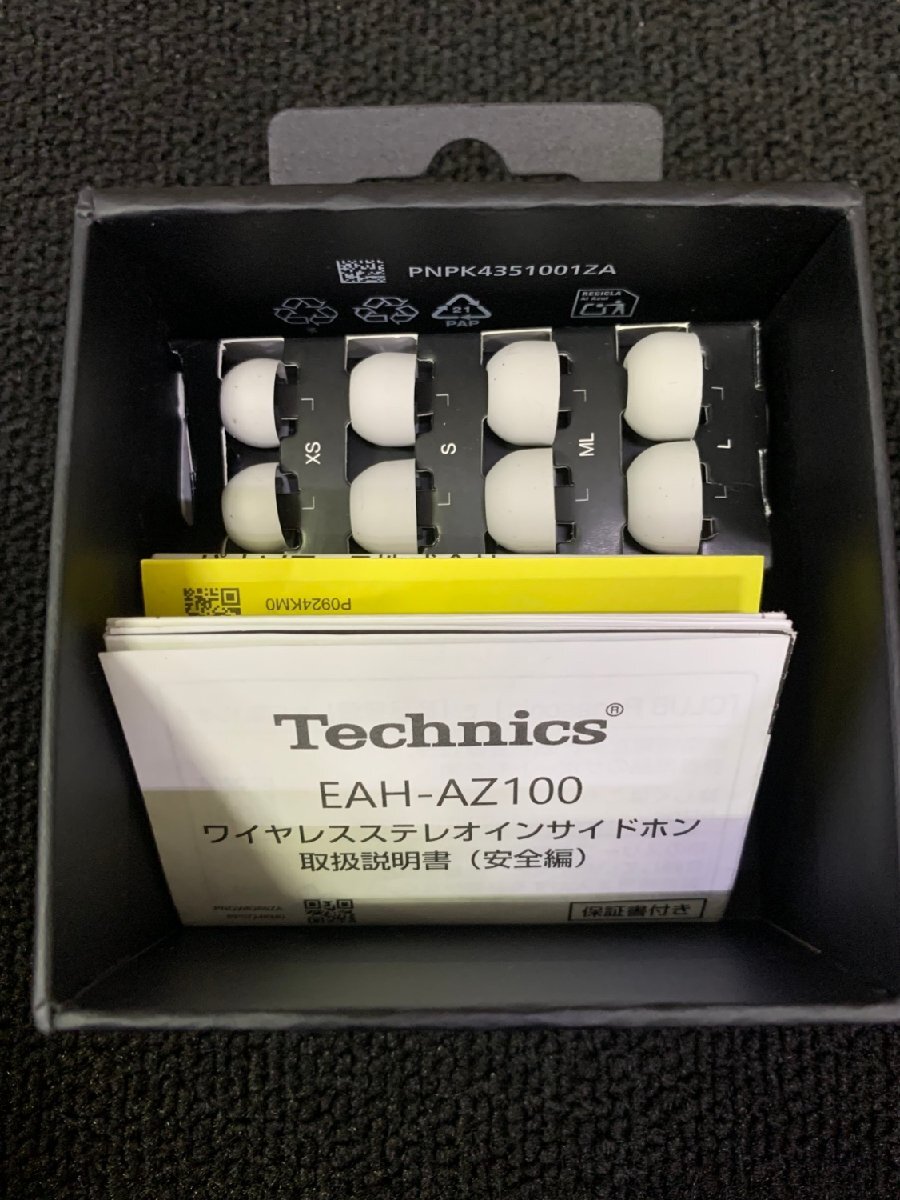 PNPK4351001ZA
21
PAP
RECICLA
XS
S
ML
L
P0924KM0
Technics®
EAH-AZ100
ワイヤレスステレオインサイドホン
取扱説明書（安全編）
保証書付き